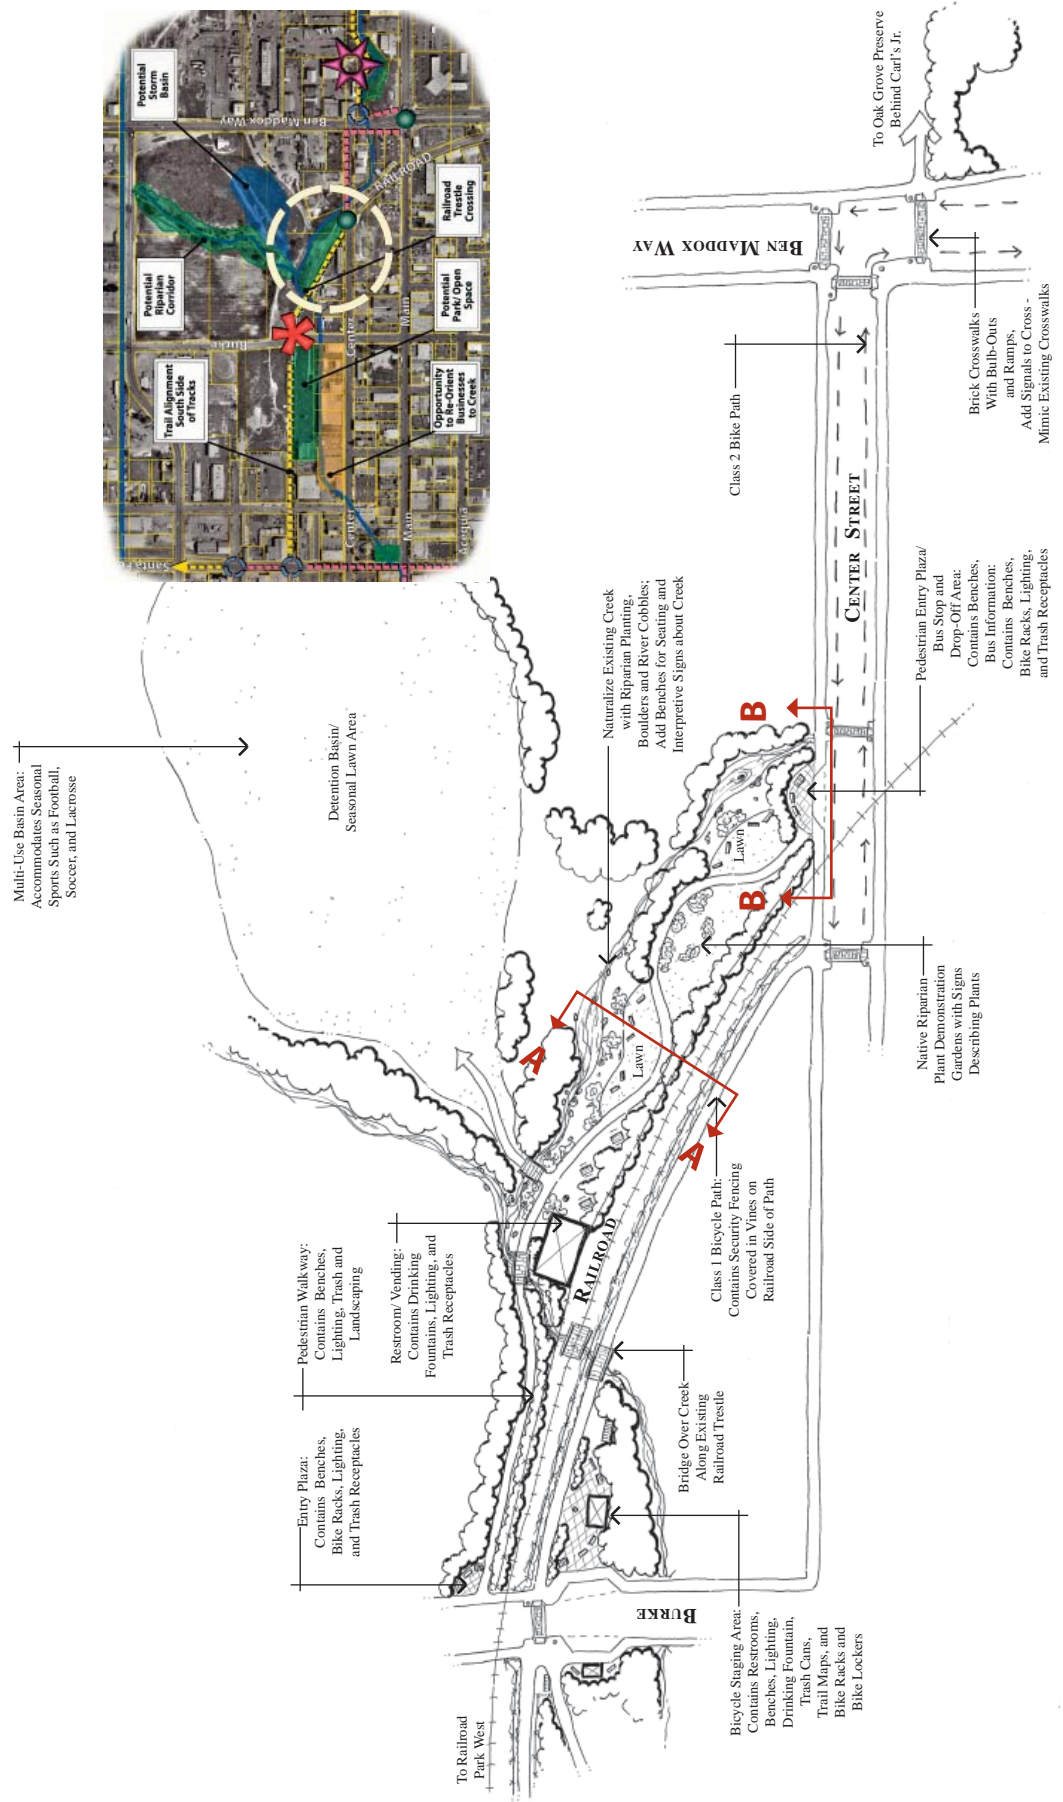 Potential
Storm
Basin
Potential
Riparian
Corridor
Trail Alignment
South Side
of Tracks
Railroad
Trestle
Crossing
Potential
Park/ Open
Space
Opportunity
to Re-Orient
Businesses
to Creek
Ben Maddox Way
RAILROAD
Burke
Center
Main
Center
Main
Acequia
Santa Fe
To Oak Grove Preserve
Behind Carl's Jr.
BEN MADDOX WAY
Brick Crosswalks
With Bulb-Outs
and Ramps,
Add Signals to Cross -
Mimic Existing Crosswalks
Class 2 Bike Path
CENTER STREET
Pedestrian Entry Plaza/
Bus Stop and
Drop-Off Area:
Contains Benches,
Bus Information:
Contains Benches,
Bike Racks, Lighting,
and Trash Receptacles
Naturalize Existing Creek
with Riparian Planting,
Boulders and River Cobbles;
Add Benches for Seating and
Interpretive Signs about Creek
Multi-Use Basin Area:
Accommodates Seasonal
Sports Such as Football,
Soccer, and Lacrosse
Detention Basin/
Seasonal Lawn Area
B
B
Lawn
Native Riparian
Plant Demonstration
Gardens with Signs
Describing Plants
A
A
Lawn
Class 1 Bicycle Path:
Contains Security Fencing
Covered in Vines on
Railroad Side of Path
RAILROAD
Pedestrian Walkway:
Contains Benches,
Lighting, Trash and
Landscaping
Restroom/ Vending:
Contains Drinking
Fountains, Lighting, and
Trash Receptacles
Entry Plaza:
Contains Benches,
Bike Racks, Lighting,
and Trash Receptacles
Bridge Over Creek
Along Existing
Railroad Trestle
BURKE
Bicycle Staging Area:
Contains Restrooms,
Benches, Lighting,
Drinking Fountain,
Trash Cans,
Trail Maps, and
Bike Racks and
Bike Lockers
To Railroad
Park West